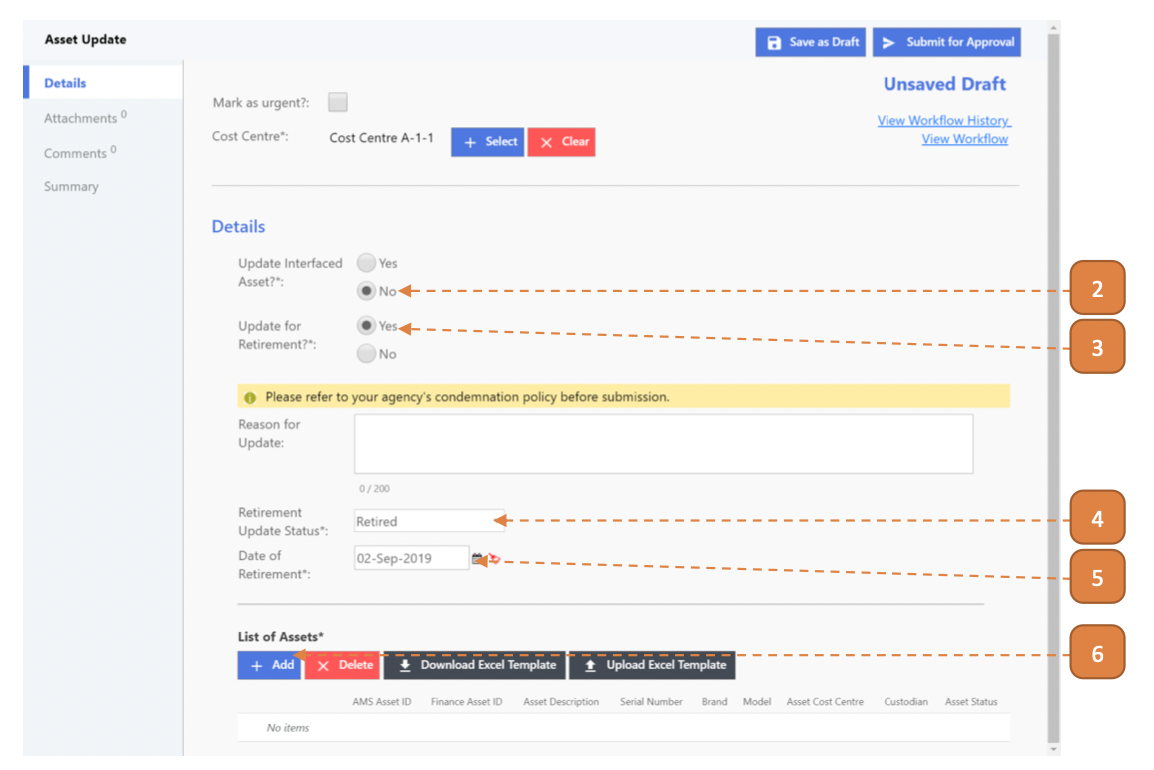 Asset Update
Save as Draft
Submit for Approval
Details
Attachments 0
Comments 0
Summary
Unsaved Draft
View Workflow History
View Workflow
Mark as urgent?:
Cost Centre*: Cost Centre A-1-1
Select
Clear
Details
Update Interfaced
Asset?*:
Yes
No
2
Update for
Retirement?*:
Yes
No
3
Please refer to your agency's condemnation policy before submission.
Reason for
Update:
0 / 200
Retirement
Update Status*:
Retired
4
Date of
Retirement*:
02-Sep-2019
5
List of Assets*
Add
Delete
Download Excel Template
Upload Excel Template
6
AMS Asset ID Finance Asset ID Asset Description Serial Number Brand Model Asset Cost Centre Custodian Asset Status
No items